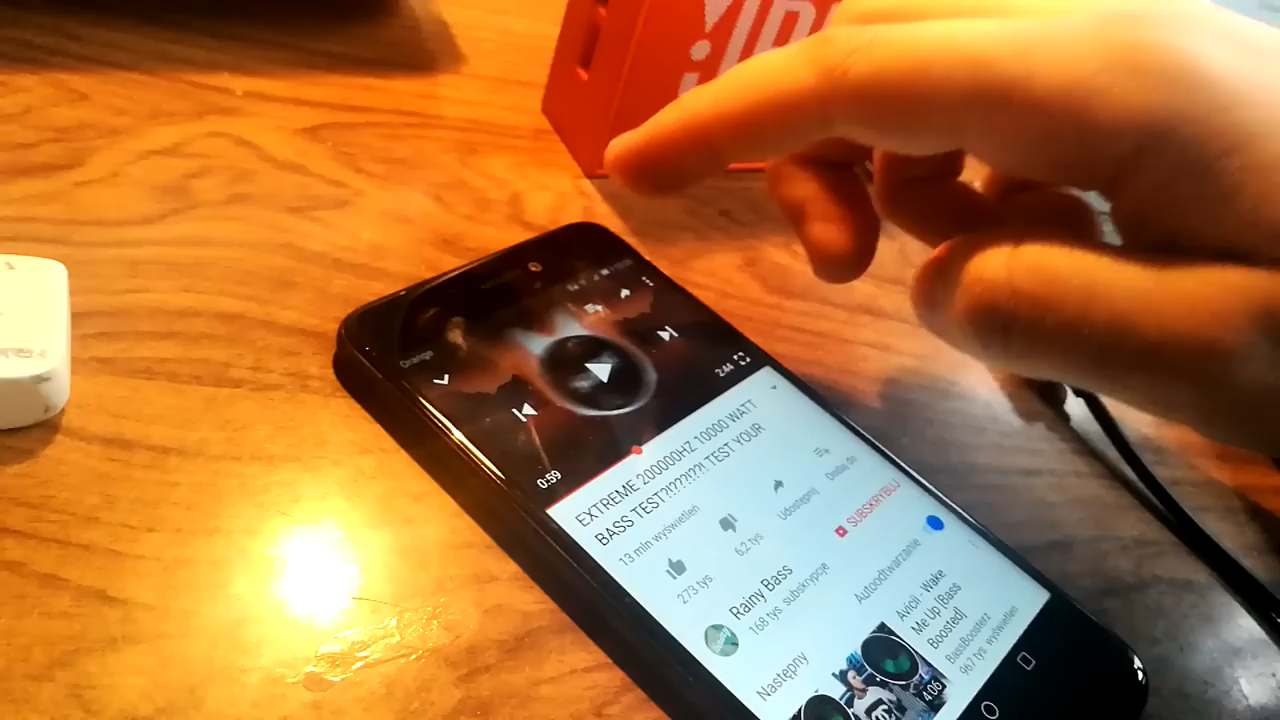 JBL
Orange
2:44
0:59
EXTREME 200000HZ 10000 WATT
BASS TEST?!???!??! TEST YOUR
13 mln wyświetleń
273 tys.
62 tys
Udostępnij
Dodaj do
Rainy Bass
168 tys. subskrypcje
SUBSKRYBUJ
Następny
Autoodtwarzanie
Avicii - Wake
Me Up [Bass
Boosted]
BassBoosterz
967 tys. wyświetleń
4:06